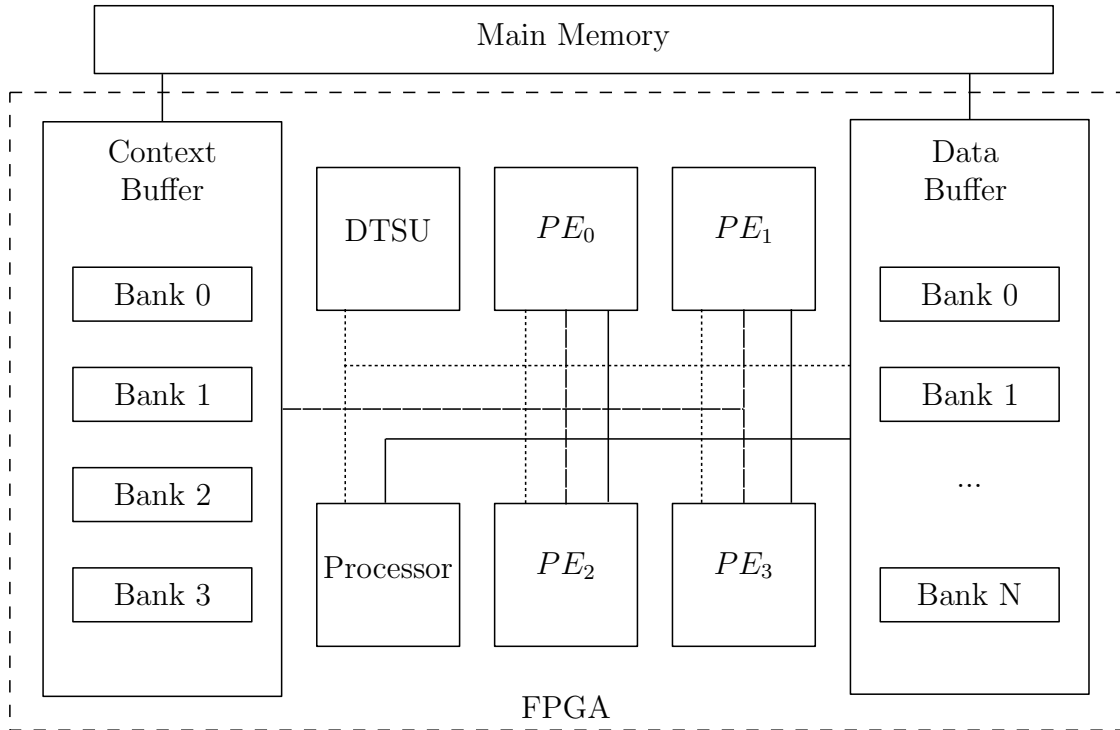 Main Memory
Context
Buffer
Bank 0
Bank 1
Bank 2
Bank 3
DTSU
PE₀
PE₁
Processor
PE₂
PE₃
Data
Buffer
Bank 0
Bank 1
...
Bank N
FPGA